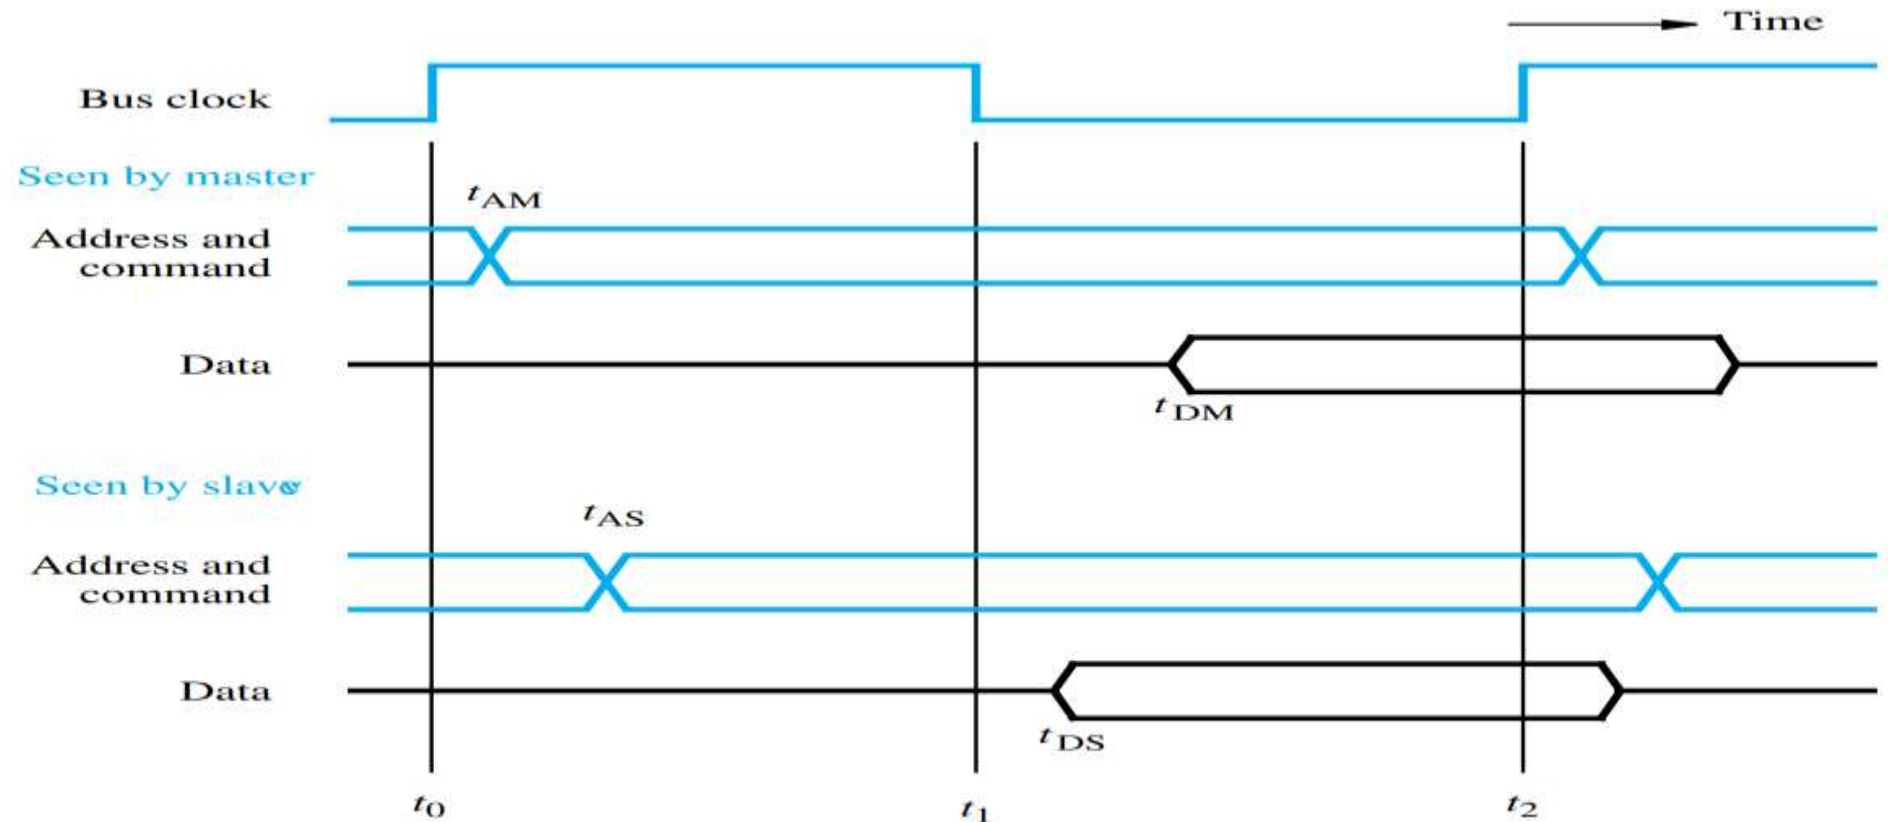 Time
Bus clock
Seen by master
tAM
Address and
command
Data
tDM
Seen by slave
tAS
Address and
command
Data
tDS
t0
t1
t2